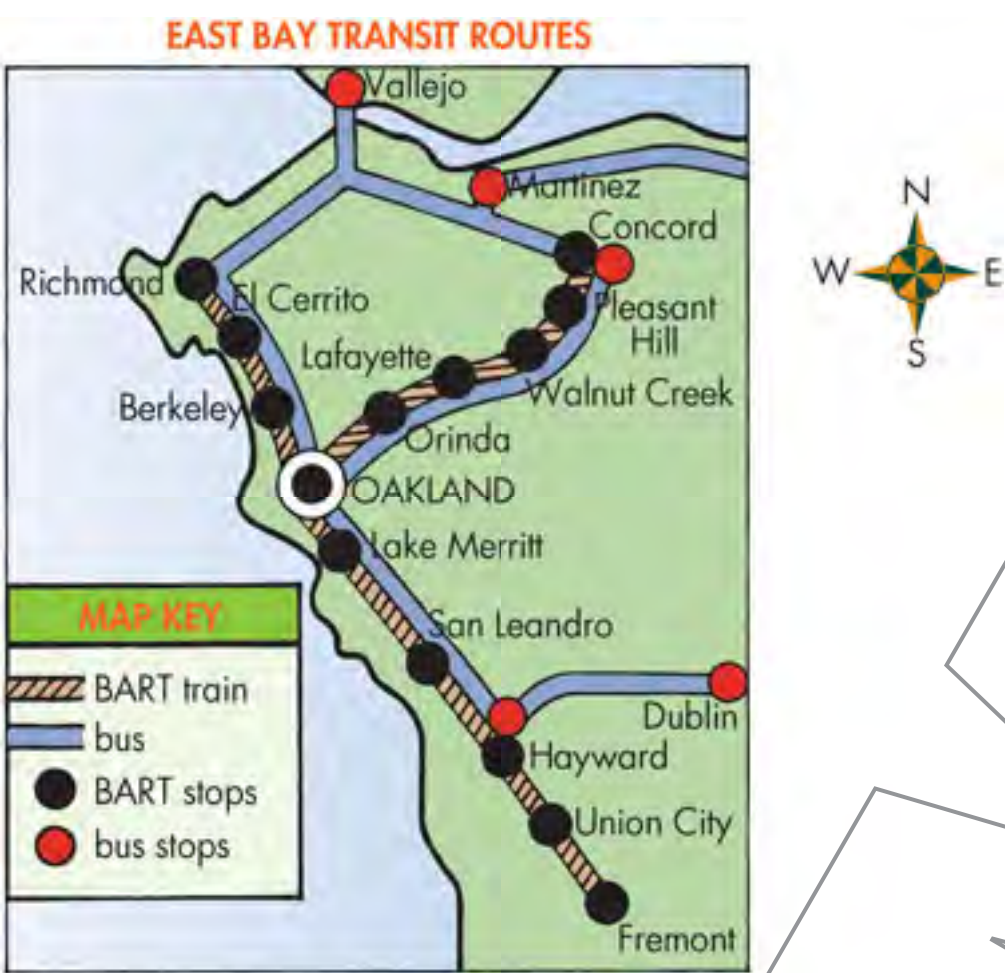 EAST BAY TRANSIT ROUTES
Vallejo
Martinez
Concord
Richmond
El Cerrito
Pleasant
Hill
Lafayette
Walnut Creek
Berkeley
Orinda
OAKLAND
Lake Merritt
San Leandro
Dublin
Hayward
Union City
Fremont
MAP KEY
BART train
bus
BART stops
bus stops
N
W
E
S